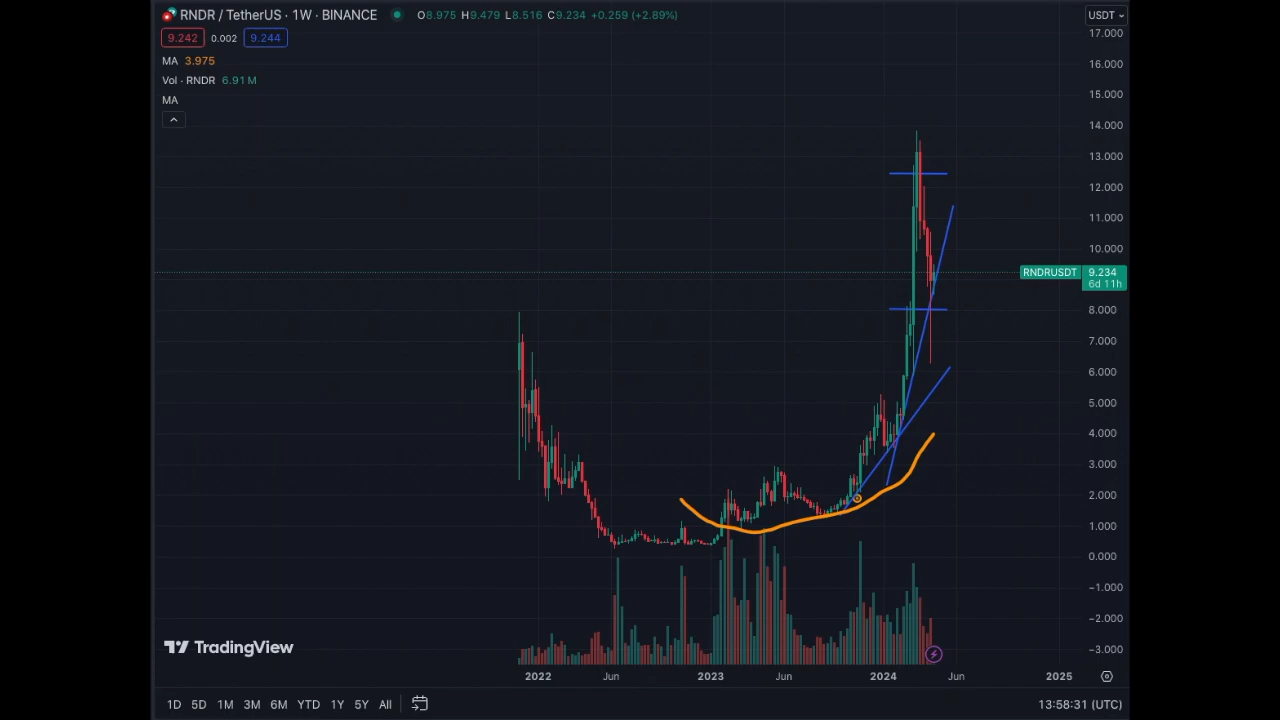 RNDR / TetherUS · 1W · BINANCE O8.975 H9.479 L8.516 C9.234 +0.259 (+2.89%) USDT
9.242 0.002 9.244
MA 3.975
Vol · RNDR 6.91 M
MA
17.000
16.000
15.000
14.000
13.000
12.000
11.000
10.000
RNDRUSDT 9.234
6d 11h
8.000
7.000
6.000
5.000
4.000
3.000
2.000
1.000
0.000
−1.000
−2.000
−3.000
TradingView
2022 Jun 2023 Jun 2024 Jun 2025
1D 5D 1M 3M 6M YTD 1Y 5Y All 13:58:31 (UTC)